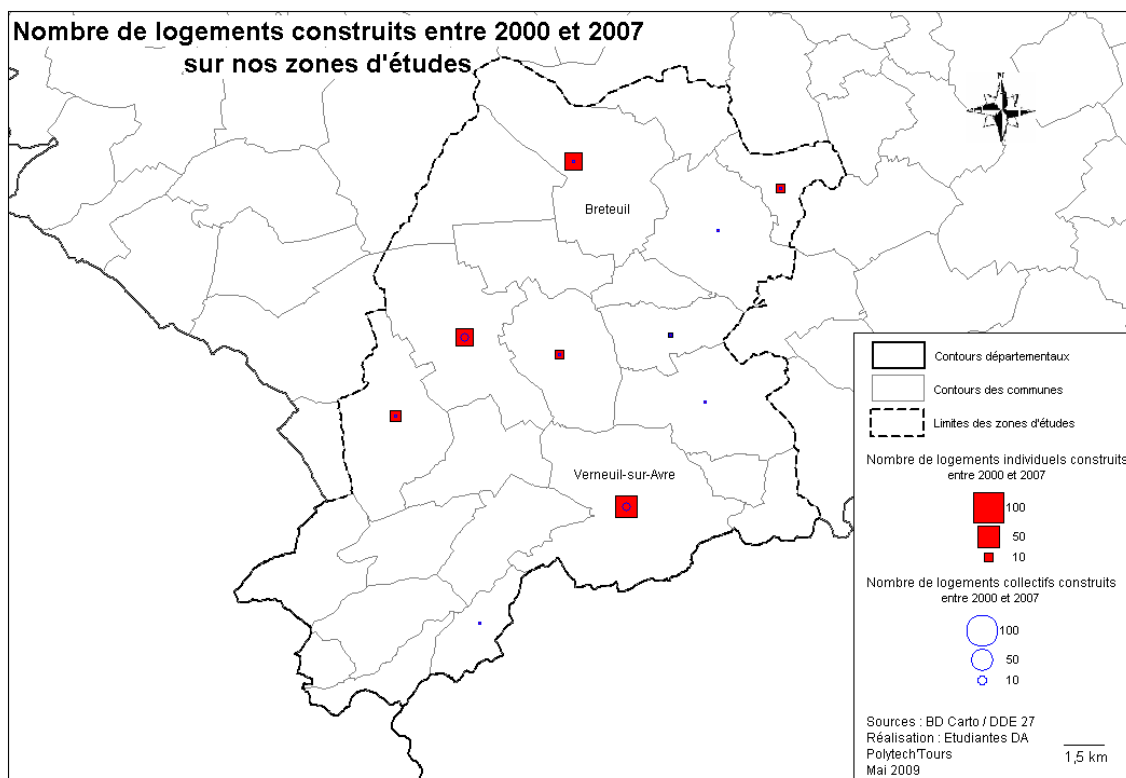 Nombre de logements construits entre 2000 et 2007
sur nos zones d'études
Breteuil
Verneuil-sur-Avre
Contours départementaux
Contours des communes
Limites des zones d'études
Nombre de logements individuels construits
entre 2000 et 2007
100
50
10
Nombre de logements collectifs construits
entre 2000 et 2007
100
50
10
Sources : BD Carto / DDE 27
Réalisation : Etudiantes DA
Polytech'Tours
Mai 2009
1,5 km